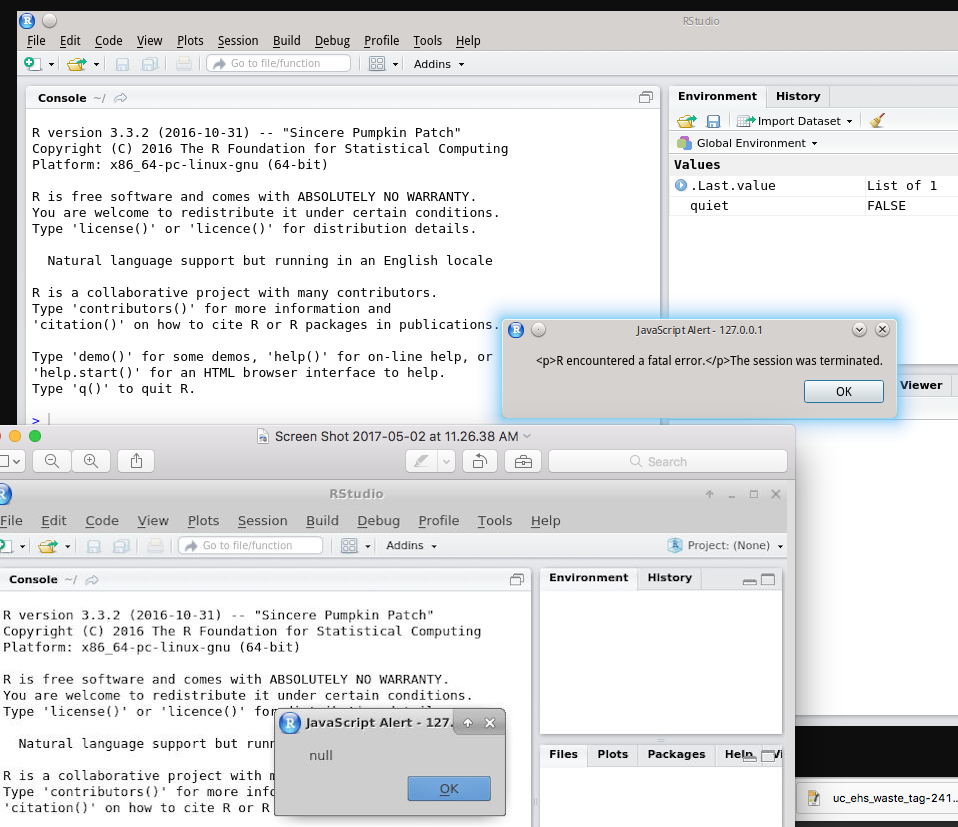 RStudio
File Edit Code View Plots Session Build Debug Profile Tools Help
Go to file/function Addins
Console ~/
R version 3.3.2 (2016-10-31) -- "Sincere Pumpkin Patch"
Copyright (C) 2016 The R Foundation for Statistical Computing
Platform: x86_64-pc-linux-gnu (64-bit)
R is free software and comes with ABSOLUTELY NO WARRANTY.
You are welcome to redistribute it under certain conditions.
Type 'license()' or 'licence()' for distribution details.
Natural language support but running in an English locale
R is a collaborative project with many contributors.
Type 'contributors()' for more information and
'citation()' on how to cite R or R packages in publications.
Type 'demo()' for some demos, 'help()' for on-line help, or
'help.start()' for an HTML browser interface to help.
Type 'q()' to quit R.
>
Environment History
Import Dataset
Global Environment
Values
.Last.value List of 1
quiet FALSE
JavaScript Alert - 127.0.0.1
<p>R encountered a fatal error.</p>The session was terminated.
OK
Viewer
Screen Shot 2017-05-02 at 11.26.38 AM
Search
RStudio
File Edit Code View Plots Session Build Debug Profile Tools Help
Go to file/function Addins Project: (None)
Console ~/
R version 3.3.2 (2016-10-31) -- "Sincere Pumpkin Patch"
Copyright (C) 2016 The R Foundation for Statistical Computing
Platform: x86_64-pc-linux-gnu (64-bit)
R is free software and comes with ABSOLUTELY NO WARRANTY.
You are welcome to redistribute it under certain conditions.
Type 'license()' or 'licence()' for
Natural language support but runn
R is a collaborative project with m
Type 'contributors()' for more info
'citation()' on how to cite R or R
Environment History
Files Plots Packages Help
JavaScript Alert - 127.
null
OK
uc_ehs_waste_tag-241...